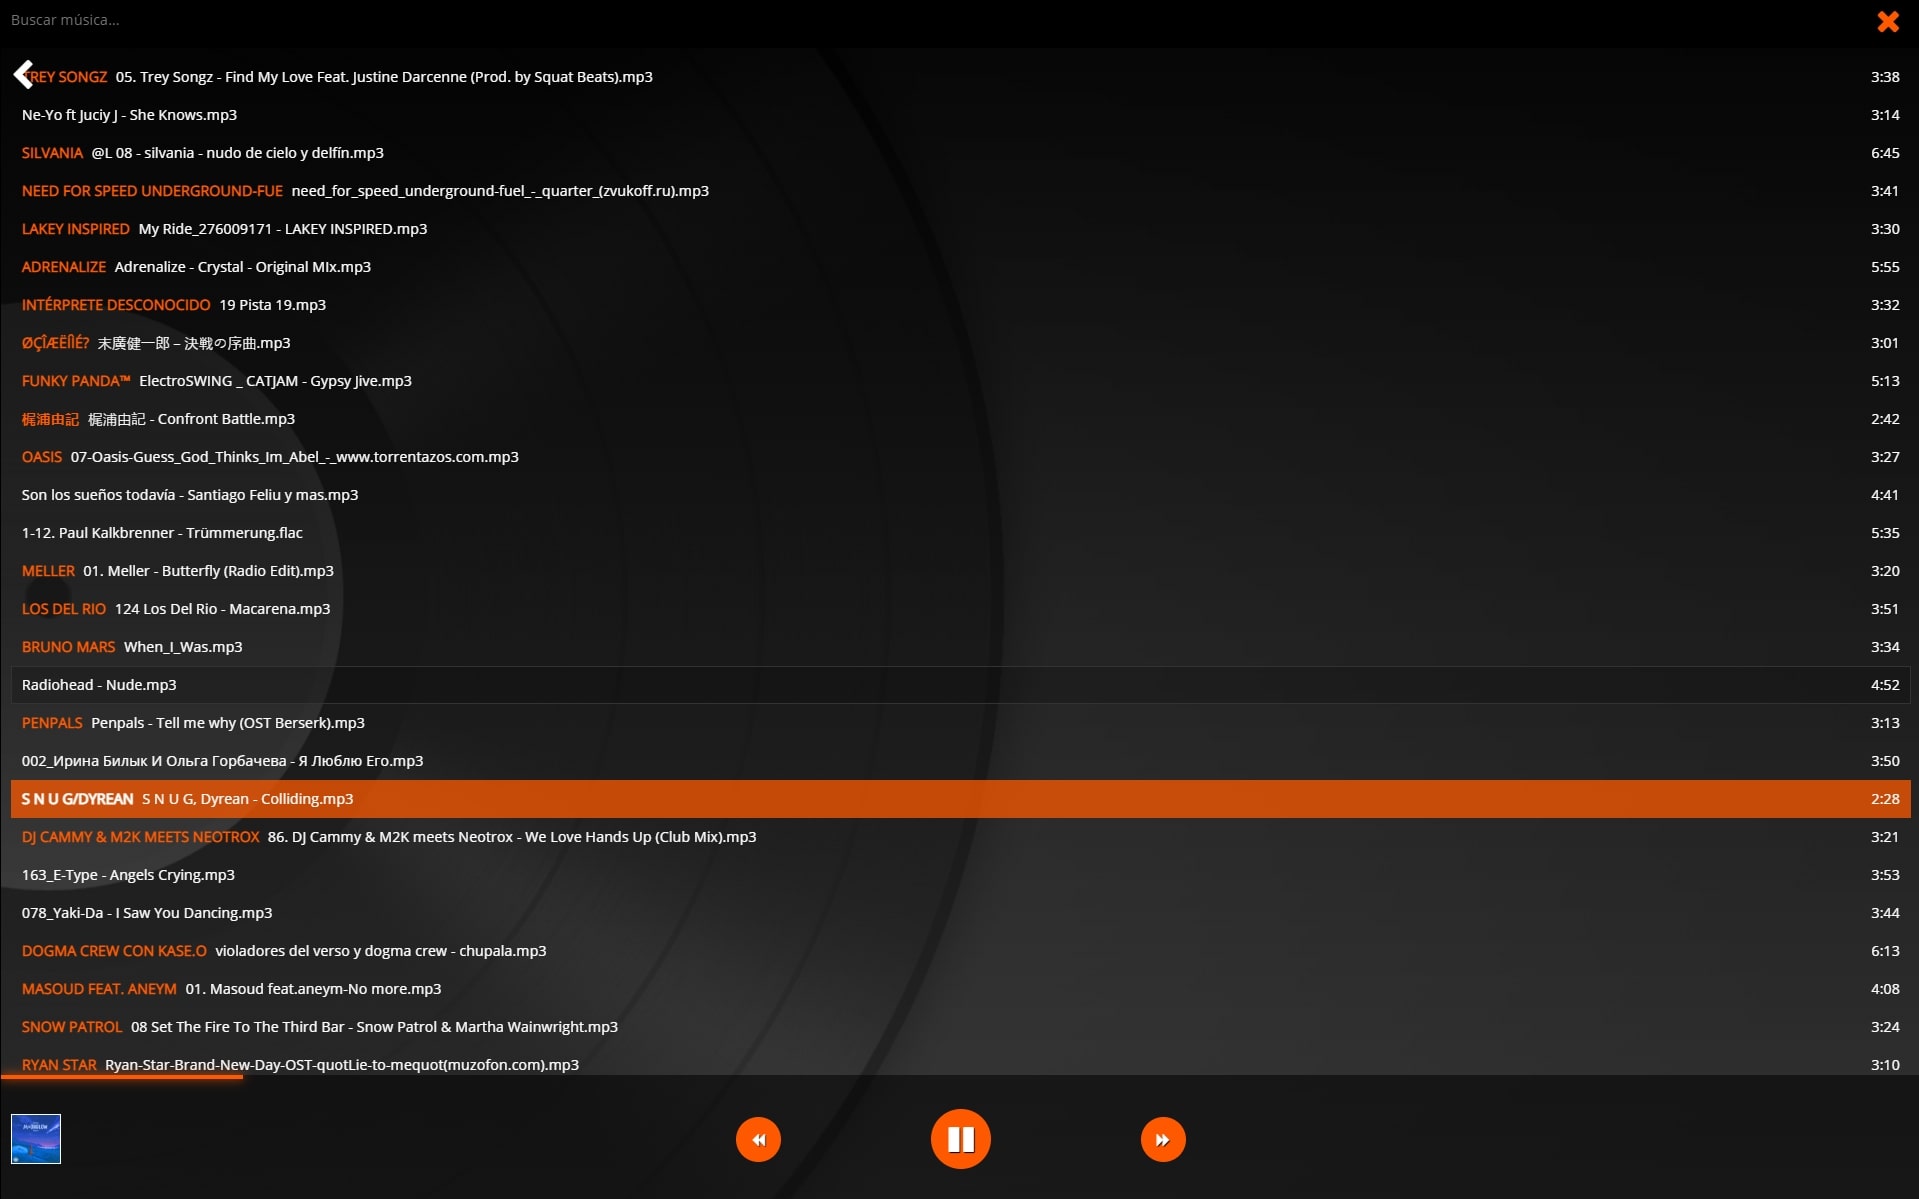 Buscar música...
TREY SONGZ 05. Trey Songz - Find My Love Feat. Justine Darcenne (Prod. by Squat Beats).mp3 3:38
Ne-Yo ft Juciy J - She Knows.mp3 3:14
SILVANIA @L 08 - silvania - nudo de cielo y delfín.mp3 6:45
NEED FOR SPEED UNDERGROUND-FUE need_for_speed_underground-fuel_-_quarter_(zvukoff.ru).mp3 3:41
LAKEY INSPIRED My Ride_276009171 - LAKEY INSPIRED.mp3 3:30
ADRENALIZE Adrenalize - Crystal - Original MIx.mp3 5:55
INTÉRPRETE DESCONOCIDO 19 Pista 19.mp3 3:32
末廣健一郎 – 決戦の序曲.mp3 3:01
FUNKY PANDA™ ElectroSWING _ CATJAM - Gypsy Jive.mp3 5:13
梶浦由記 梶浦由記 - Confront Battle.mp3 2:42
OASIS 07-Oasis-Guess_God_Thinks_Im_Abel_-_www.torrentazos.com.mp3 3:27
Son los sueños todavía - Santiago Feliu y mas.mp3 4:41
1-12. Paul Kalkbrenner - Trümmerung.flac 5:35
MELLER 01. Meller - Butterfly (Radio Edit).mp3 3:20
LOS DEL RIO 124 Los Del Rio - Macarena.mp3 3:51
BRUNO MARS When_I_Was.mp3 3:34
Radiohead - Nude.mp3 4:52
PENPALS Penpals - Tell me why (OST Berserk).mp3 3:13
002_Ирина Билык И Ольга Горбачева - Я Люблю Его.mp3 3:50
S N U G/DYREAN S N U G, Dyrean - Colliding.mp3 2:28
DJ CAMMY & M2K MEETS NEOTROX 86. DJ Cammy & M2K meets Neotrox - We Love Hands Up (Club Mix).mp3 3:21
163_E-Type - Angels Crying.mp3 3:53
078_Yaki-Da - I Saw You Dancing.mp3 3:44
DOGMA CREW CON KASE.O violadores del verso y dogma crew - chupala.mp3 6:13
MASOUD FEAT. ANEYM 01. Masoud feat.aneym-No more.mp3 4:08
SNOW PATROL 08 Set The Fire To The Third Bar - Snow Patrol & Martha Wainwright.mp3 3:24
RYAN STAR Ryan-Star-Brand-New-Day-OST-quotLie-to-mequot(muzofon.com).mp3 3:10